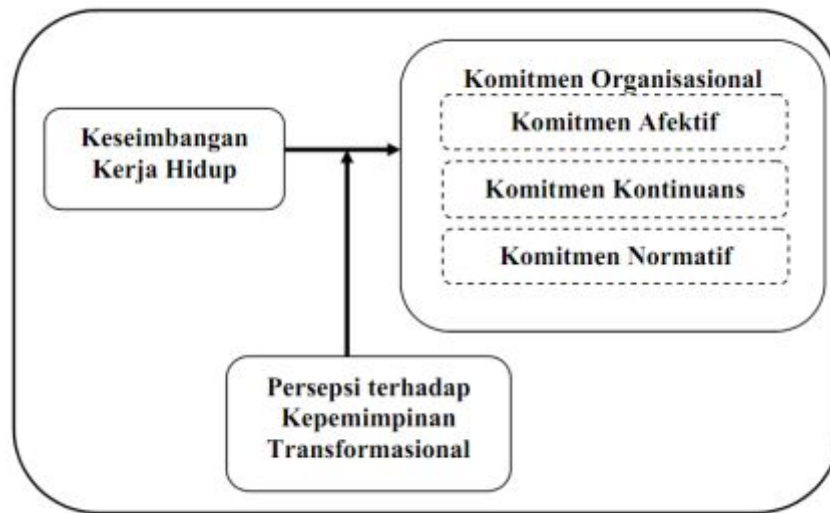 Komitmen Organisasional
Komitmen Afektif
Keseimbangan
Kerja Hidup
Komitmen Kontinuans
Komitmen Normatif
Persepsi terhadap
Kepemimpinan
Transformasional